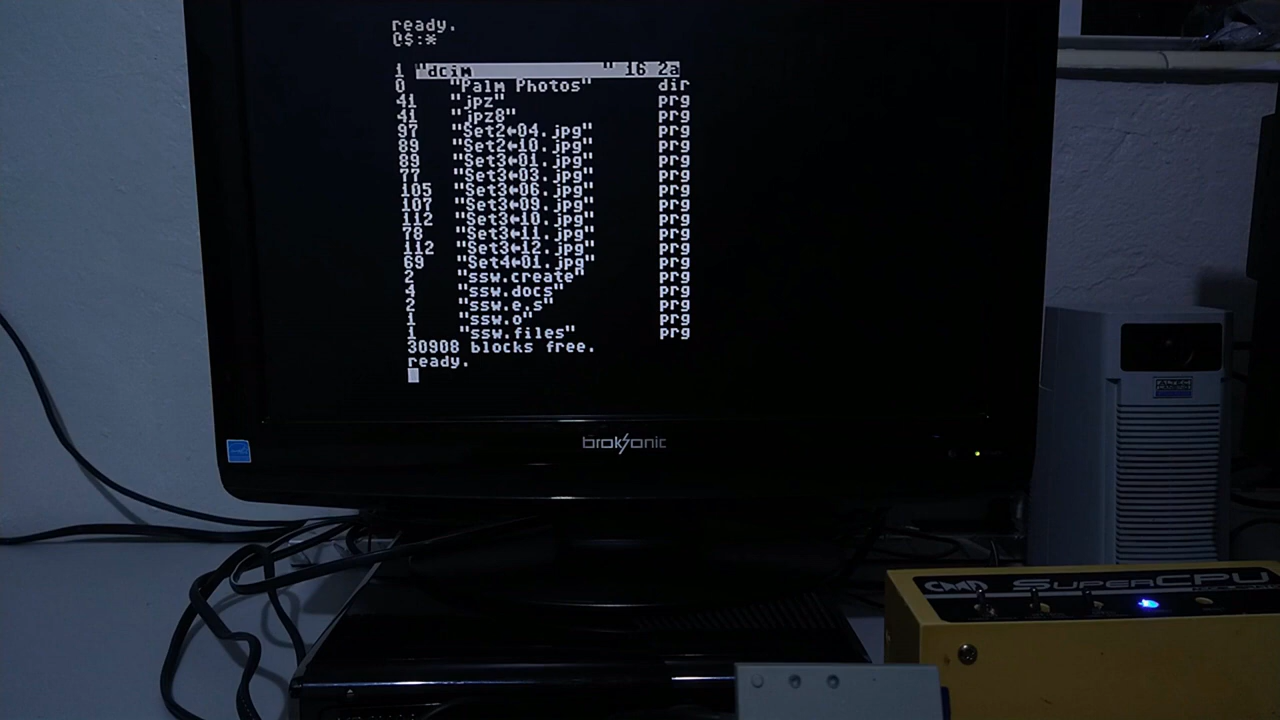 ready.
@$:*
1 "dcim " 16 2a
0 "Palm Photos" dir
41 "jpz" prg
41 "jpz8" prg
97 "Set2←04.jpg" prg
89 "Set2←10.jpg" prg
89 "Set3←01.jpg" prg
77 "Set3←03.jpg" prg
105 "Set3←06.jpg" prg
107 "Set3←09.jpg" prg
112 "Set3←10.jpg" prg
78 "Set3←11.jpg" prg
112 "Set3←12.jpg" prg
69 "Set4←01.jpg" prg
2 "ssw.create" prg
4 "ssw.docs" prg
2 "ssw.e.s" prg
1 "ssw.o" prg
1 "ssw.files" prg
30908 blocks free.
ready.
broksonic
CMD SuperCPU